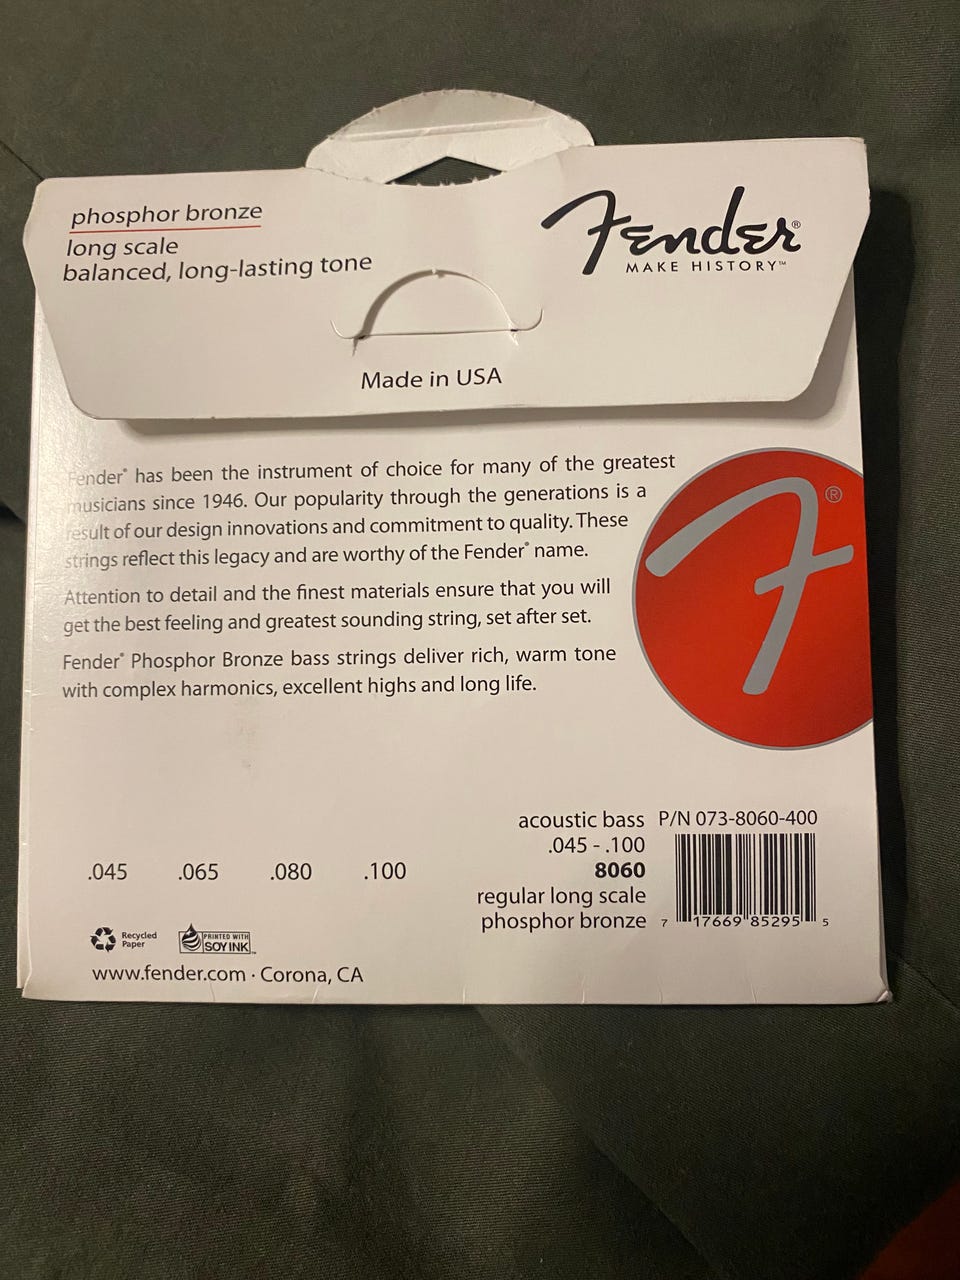 phosphor bronze
long scale
balanced, long-lasting tone
Fender®
MAKE HISTORY™
Made in USA
Fender® has been the instrument of choice for many of the greatest
musicians since 1946. Our popularity through the generations is a
result of our design innovations and commitment to quality. These
strings reflect this legacy and are worthy of the Fender® name.
Attention to detail and the finest materials ensure that you will
get the best feeling and greatest sounding string, set after set.
Fender® Phosphor Bronze bass strings deliver rich, warm tone
with complex harmonics, excellent highs and long life.
F®
acoustic bass P/N 073-8060-400
.045 - .100
8060
regular long scale
phosphor bronze
7 17669 85295 5
.045 .065 .080 .100
Recycled
Paper
PRINTED WITH
SOY INK™
www.fender.com · Corona, CA